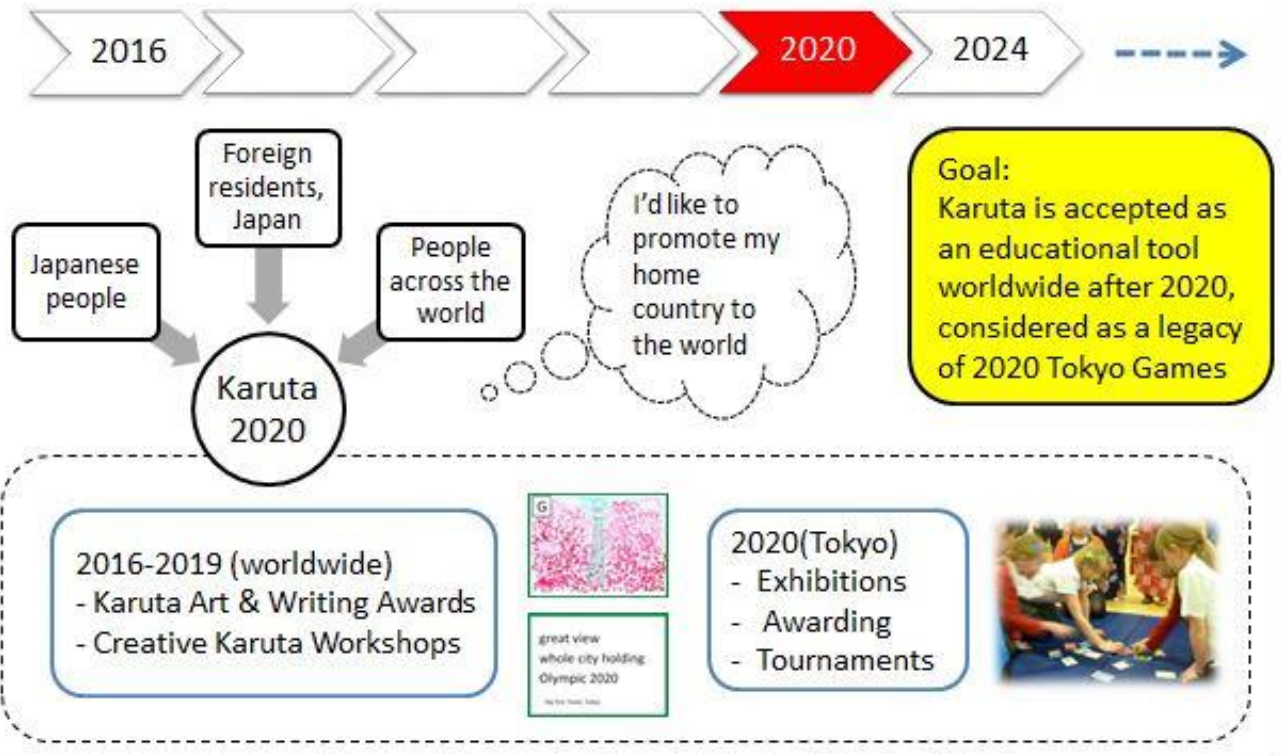 2016
2020
2024
Foreign
residents,
Japan
Japanese
people
People
across the
world
Karuta
2020
I'd like to
promote my
home
country to
the world
Goal:
Karuta is accepted as
an educational tool
worldwide after 2020,
considered as a legacy
of 2020 Tokyo Games
2016-2019 (worldwide)
- Karuta Art & Writing Awards
- Creative Karuta Workshops
G
great view
whole city holding
Olympic 2020
2020(Tokyo)
- Exhibitions
- Awarding
- Tournaments